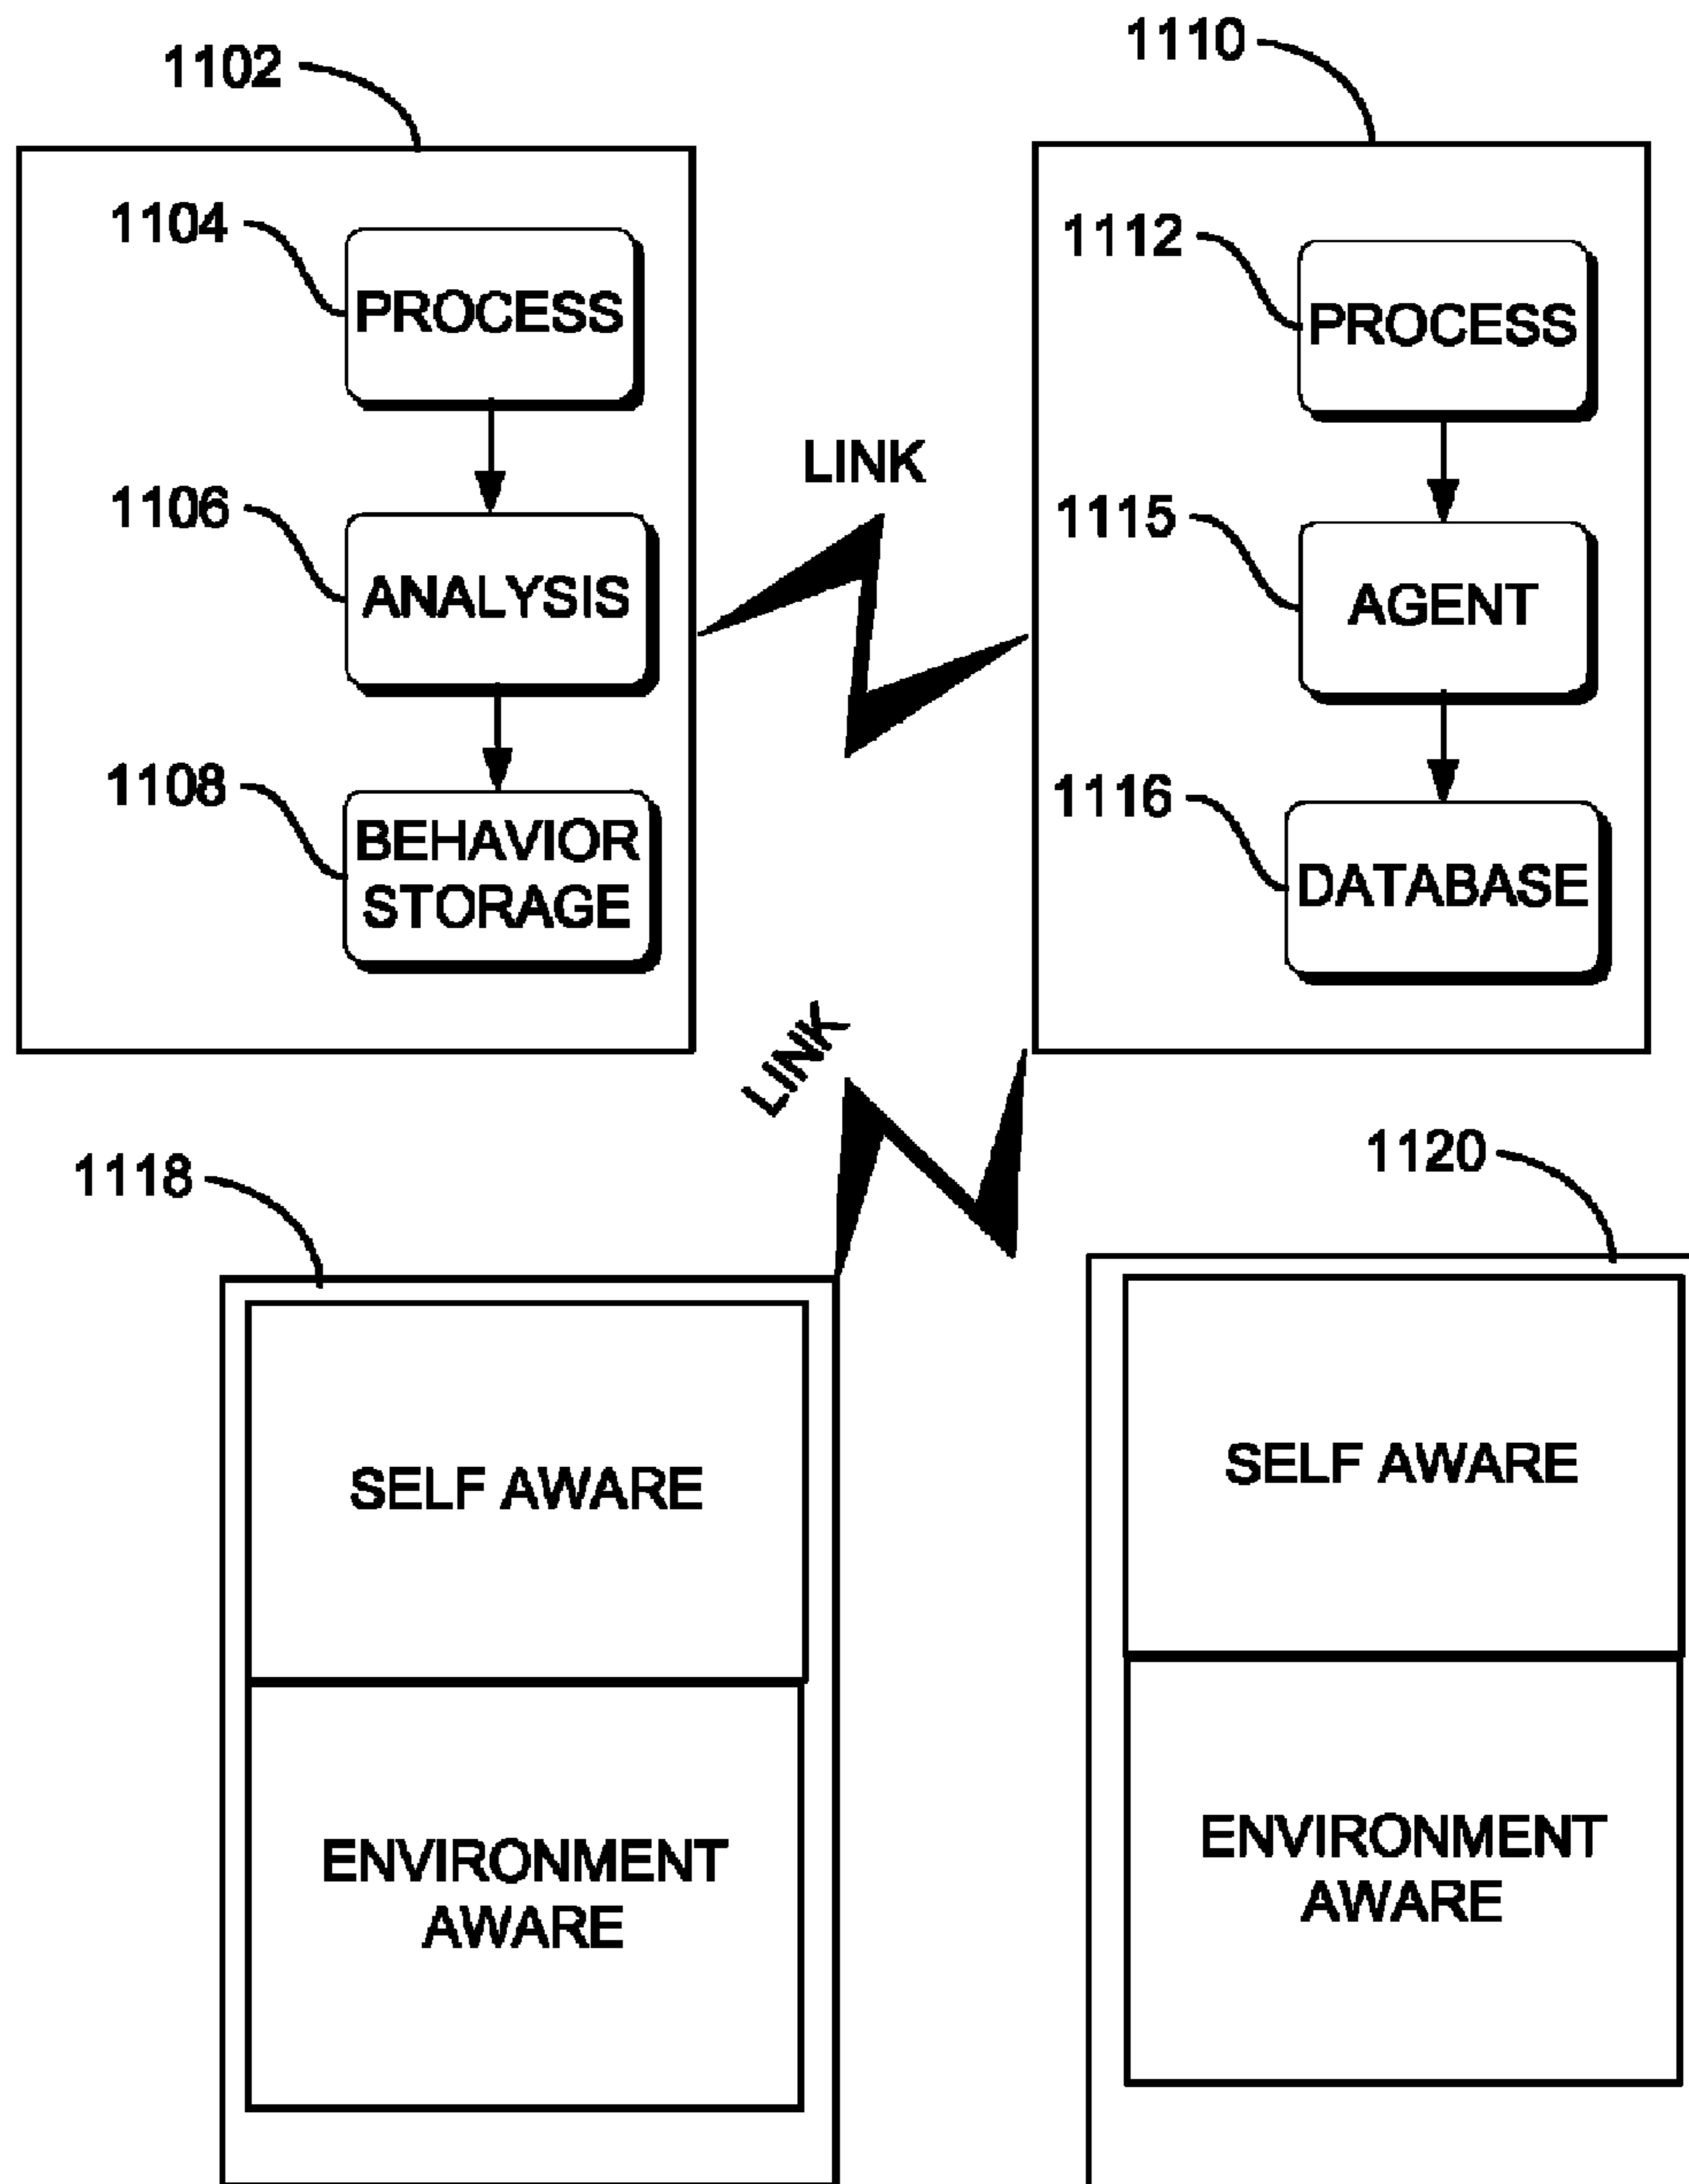 1102
1110
1104
PROCESS
1112
PROCESS
LINK
1106
ANALYSIS
1115
AGENT
1108
BEHAVIOR
STORAGE
1116
DATABASE
LINK
1118
1120
SELF AWARE
SELF AWARE
ENVIRONMENT
AWARE
ENVIRONMENT
AWARE